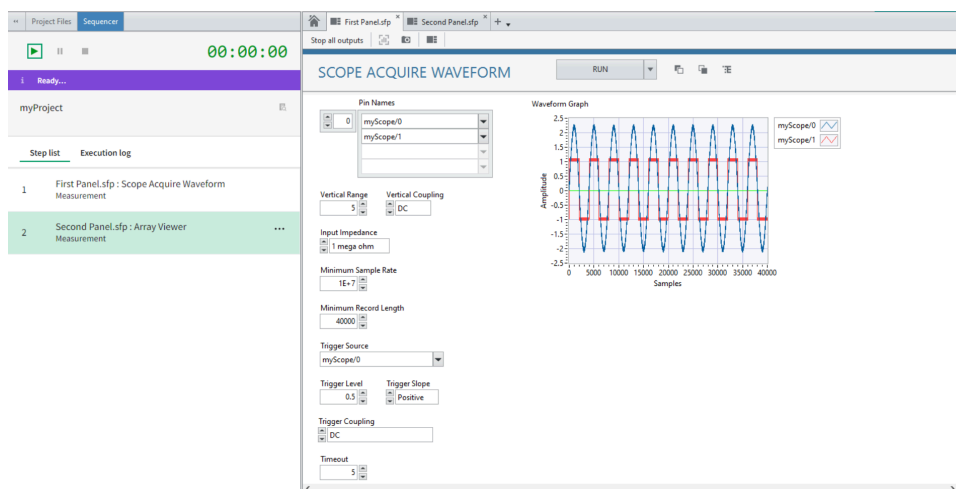 Project Files Sequencer
00:00:00
i Ready...
myProject
Step list Execution log
1 First Panel.sfp : Scope Acquire Waveform
Measurement
2 Second Panel.sfp : Array Viewer ...
Measurement
First Panel.sfp × Second Panel.sfp × +
Stop all outputs
SCOPE ACQUIRE WAVEFORM
RUN
Pin Names
0 myScope/0
myScope/1
Vertical Range Vertical Coupling
5 DC
Input Impedance
1 mega ohm
Minimum Sample Rate
1E+7
Minimum Record Length
40000
Trigger Source
myScope/0
Trigger Level Trigger Slope
0.5 Positive
Trigger Coupling
DC
Timeout
5
Waveform Graph
myScope/0
myScope/1
Amplitude
2.5
2
1.5
1
0.5
0
-0.5
-1
-1.5
-2
-2.5
0 5000 10000 15000 20000 25000 30000 35000 40000
Samples